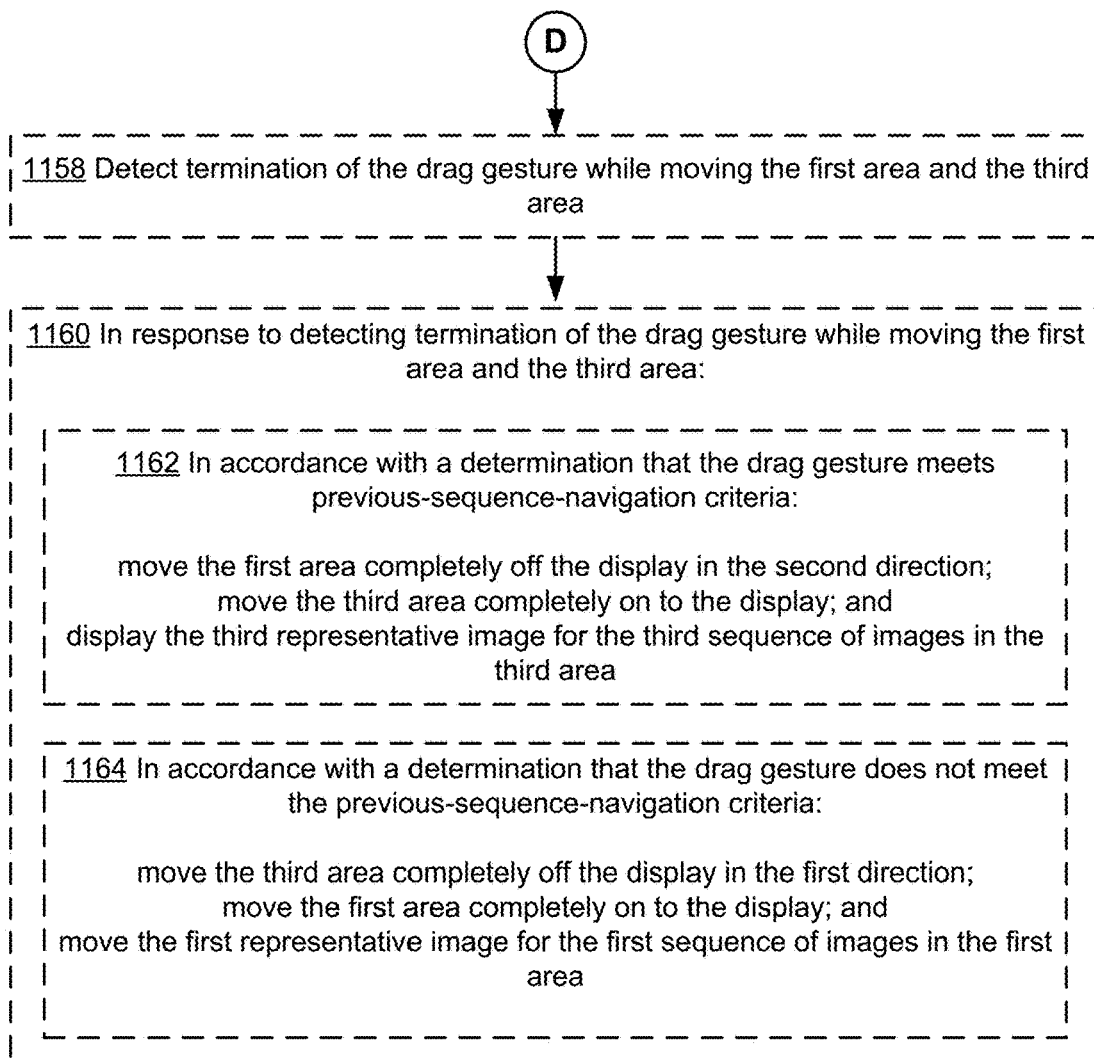 D
1158 Detect termination of the drag gesture while moving the first area and the third
area
1160 In response to detecting termination of the drag gesture while moving the first
area and the third area:
1162 In accordance with a determination that the drag gesture meets
previous-sequence-navigation criteria:
move the first area completely off the display in the second direction;
move the third area completely on to the display; and
display the third representative image for the third sequence of images in the
third area
1164 In accordance with a determination that the drag gesture does not meet
the previous-sequence-navigation criteria:
move the third area completely off the display in the first direction;
move the first area completely on to the display; and
move the first representative image for the first sequence of images in the first
area